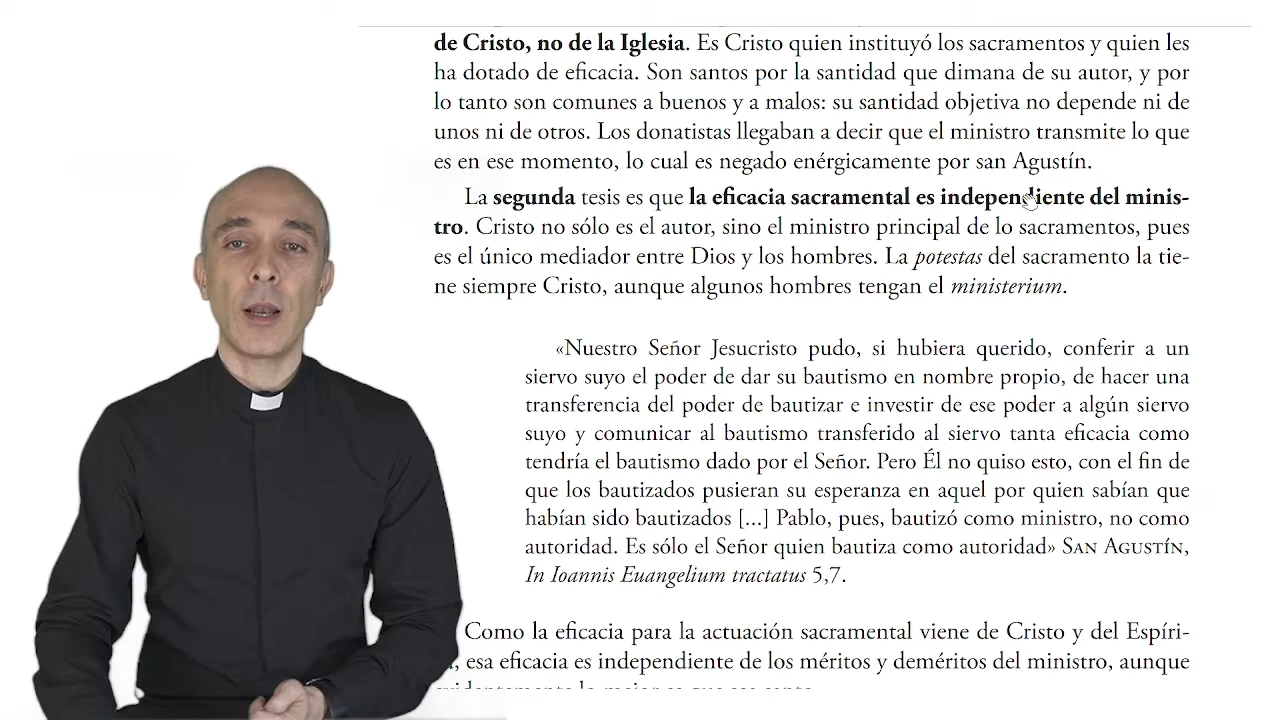 de Cristo, no de la Iglesia. Es Cristo quien instituyó los sacramentos y quien les
ha dotado de eficacia. Son santos por la santidad que dimana de su autor, y por
lo tanto son comunes a buenos y a malos: su santidad objetiva no depende ni de
unos ni de otros. Los donatistas llegaban a decir que el ministro transmite lo que
es en ese momento, lo cual es negado enérgicamente por san Agustín.
La segunda tesis es que la eficacia sacramental es independiente del minis-
tro. Cristo no sólo es el autor, sino el ministro principal de lo sacramentos, pues
es el único mediador entre Dios y los hombres. La potestas del sacramento la tie-
ne siempre Cristo, aunque algunos hombres tengan el ministerium.
«Nuestro Señor Jesucristo pudo, si hubiera querido, conferir a un
siervo suyo el poder de dar su bautismo en nombre propio, de hacer una
transferencia del poder de bautizar e investir de ese poder a algún siervo
suyo y comunicar al bautismo transferido al siervo tanta eficacia como
tendría el bautismo dado por el Señor. Pero Él no quiso esto, con el fin de
que los bautizados pusieran su esperanza en aquel por quien sabían que
habían sido bautizados [...] Pablo, pues, bautizó como ministro, no como
autoridad. Es sólo el Señor quien bautiza como autoridad» San Agustín,
In Ioannis Euangelium tractatus 5,7.
Como la eficacia para la actuación sacramental viene de Cristo y del Espíri-
, esa eficacia es independiente de los méritos y deméritos del ministro, aunque